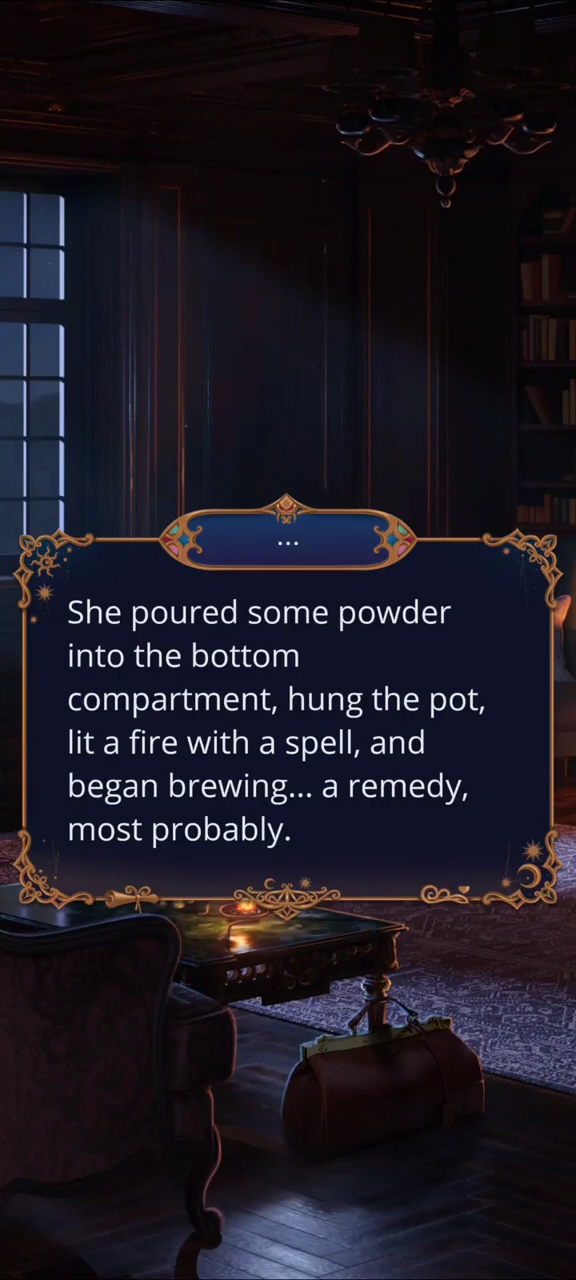 ...
She poured some powder
into the bottom
compartment, hung the pot,
lit a fire with a spell, and
began brewing... a remedy,
most probably.